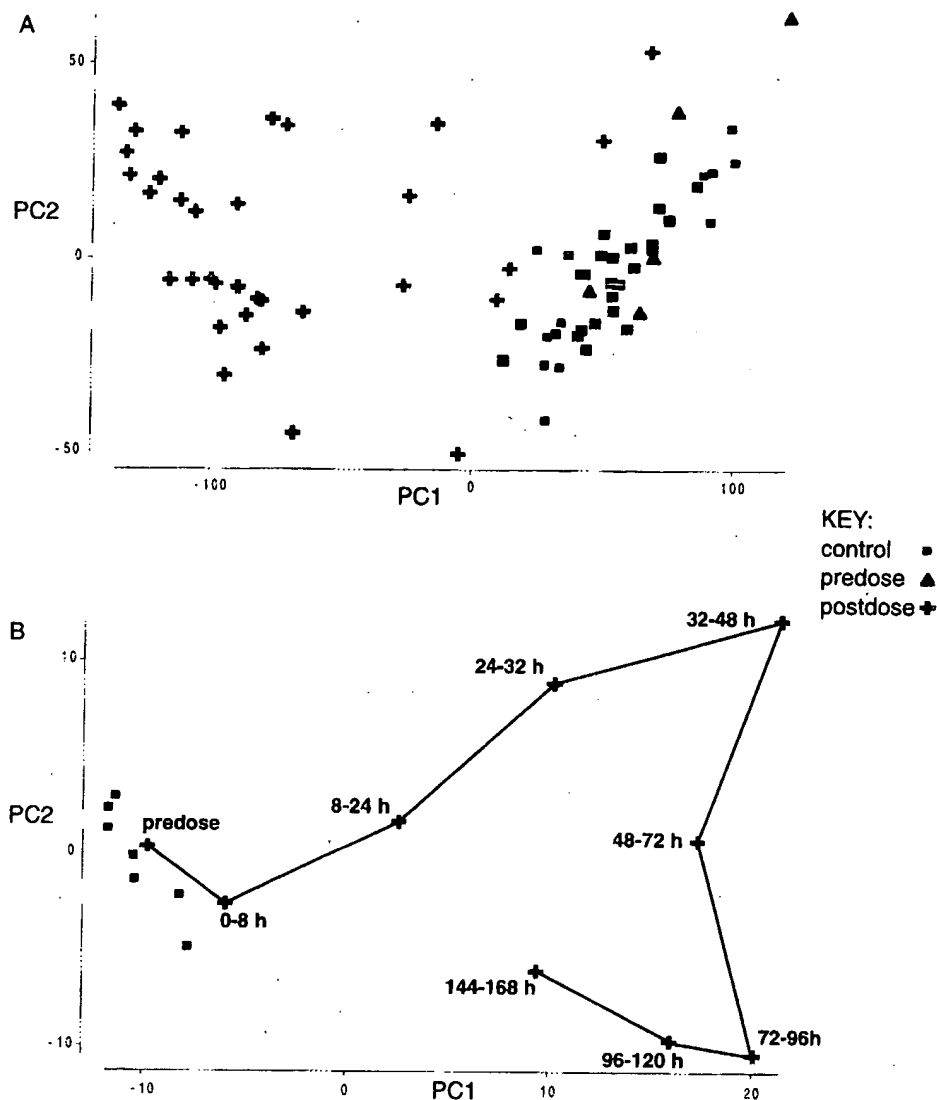 A
50
PC2
0
-50
-100
0
100
PC1
KEY:
control
predose
postdose
B
32-48 h
10
24-32 h
8-24 h
PC2
predose
0
48-72 h
0-8 h
144-168 h
72-96h
-10
96-120 h
-10
0
10
20
PC1